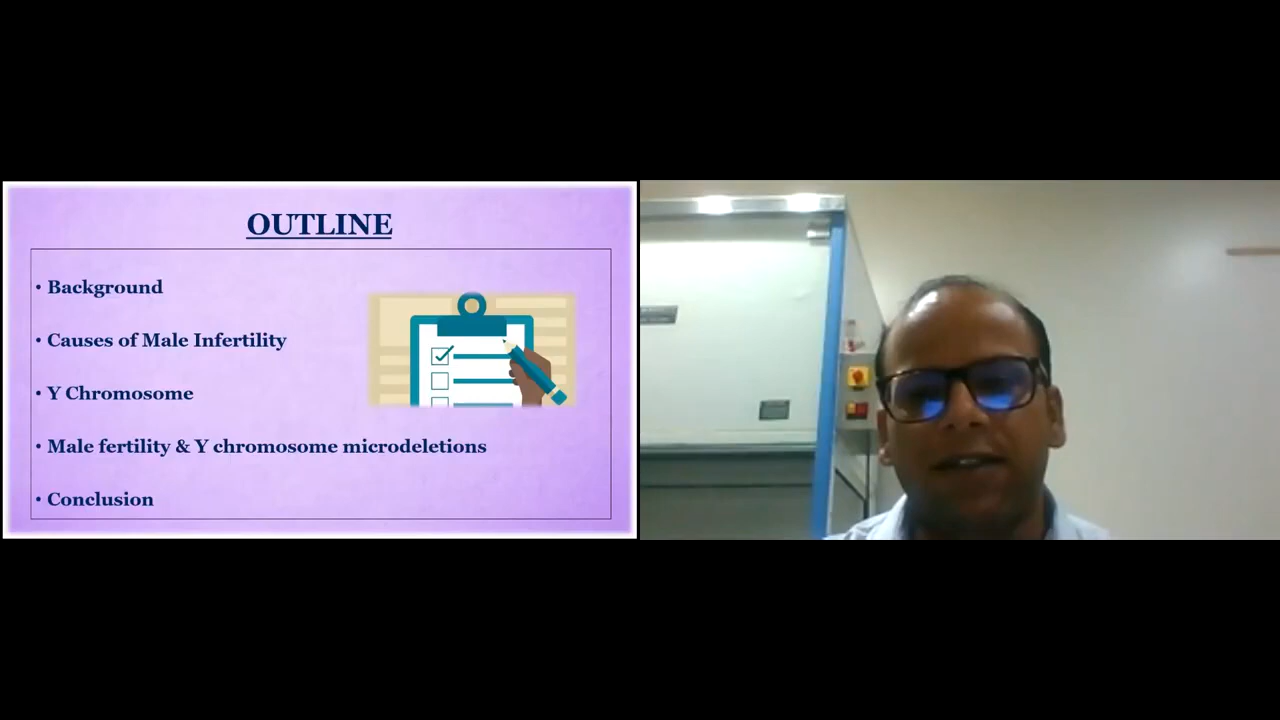 OUTLINE
• Background
• Causes of Male Infertility
• Y Chromosome
• Male fertility & Y chromosome microdeletions
• Conclusion